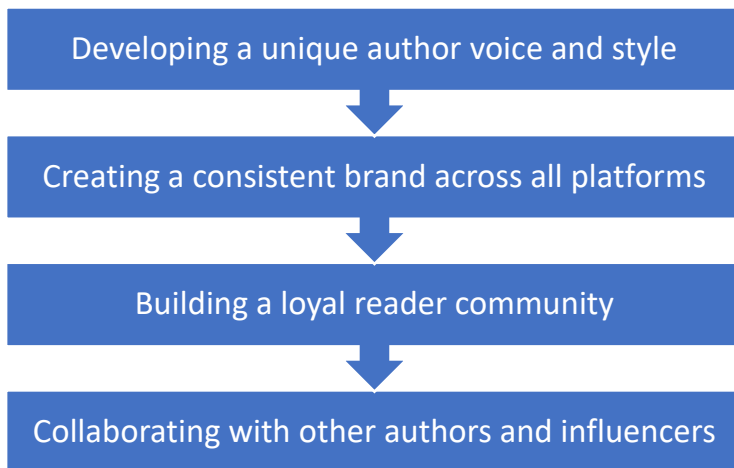 Developing a unique author voice and style
Creating a consistent brand across all platforms
Building a loyal reader community
Collaborating with other authors and influencers